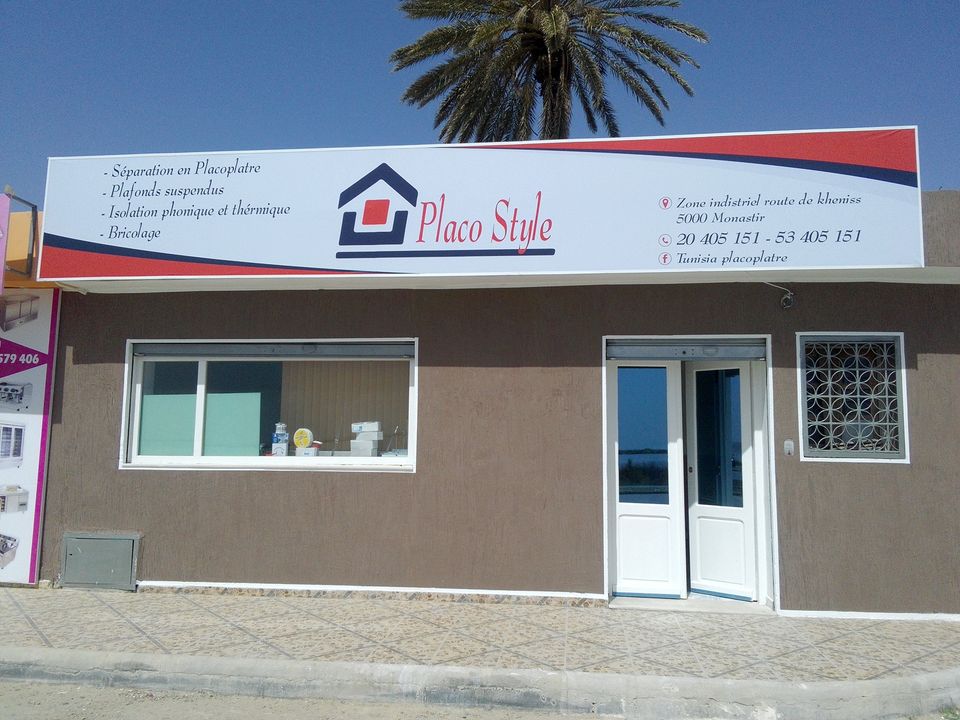 - Séparation en Placoplatre
- Plafonds suspendus
- Isolation phonique et thérmique
- Bricolage
Placo Style
Zone indistriel route de kheniss
5000 Monastir
20 405 151 - 53 405 151
Tunisia placoplatre
579 406